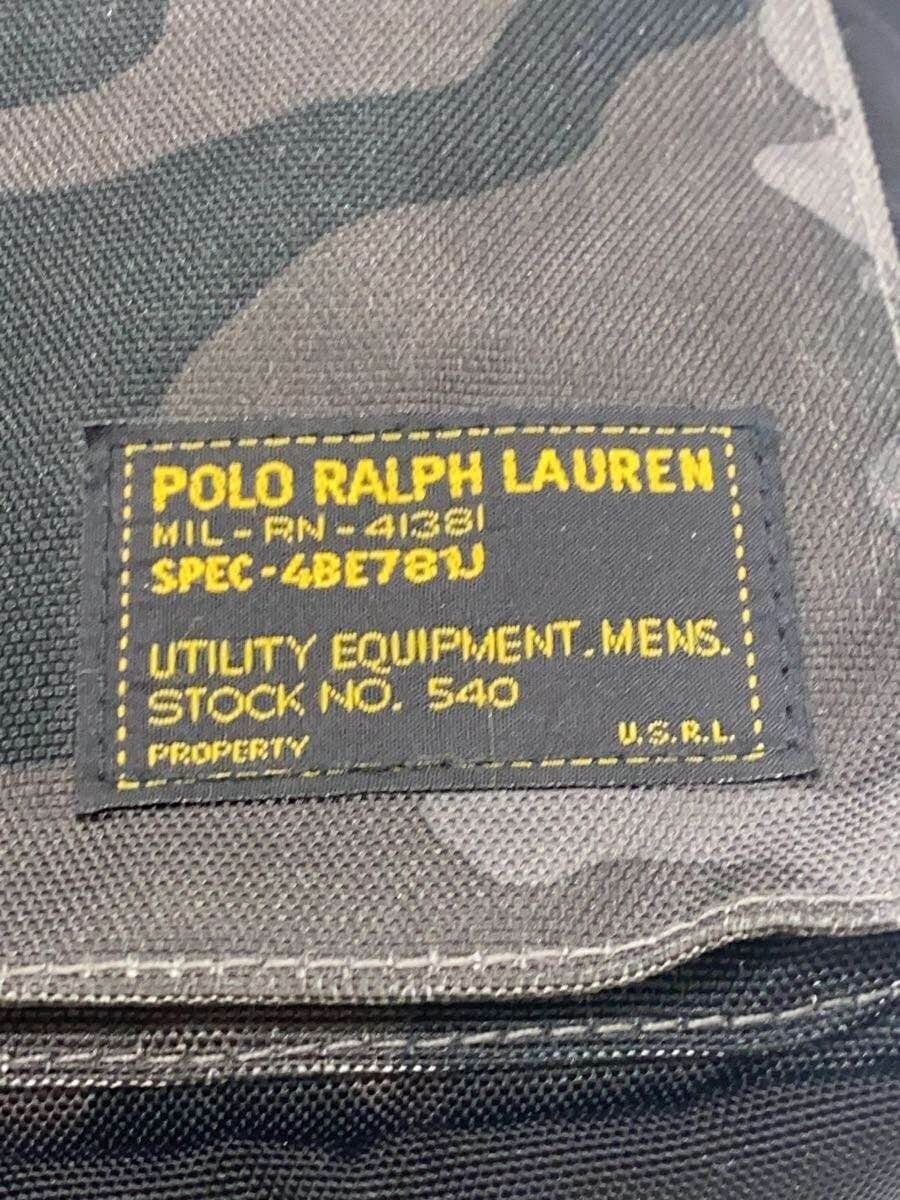 POLO RALPH LAUREN
MIL-RN-41381
SPEC-4BE781J
UTILITY EQUIPMENT.MENS.
STOCK NO. 540
PROPERTY U.S.R.L.